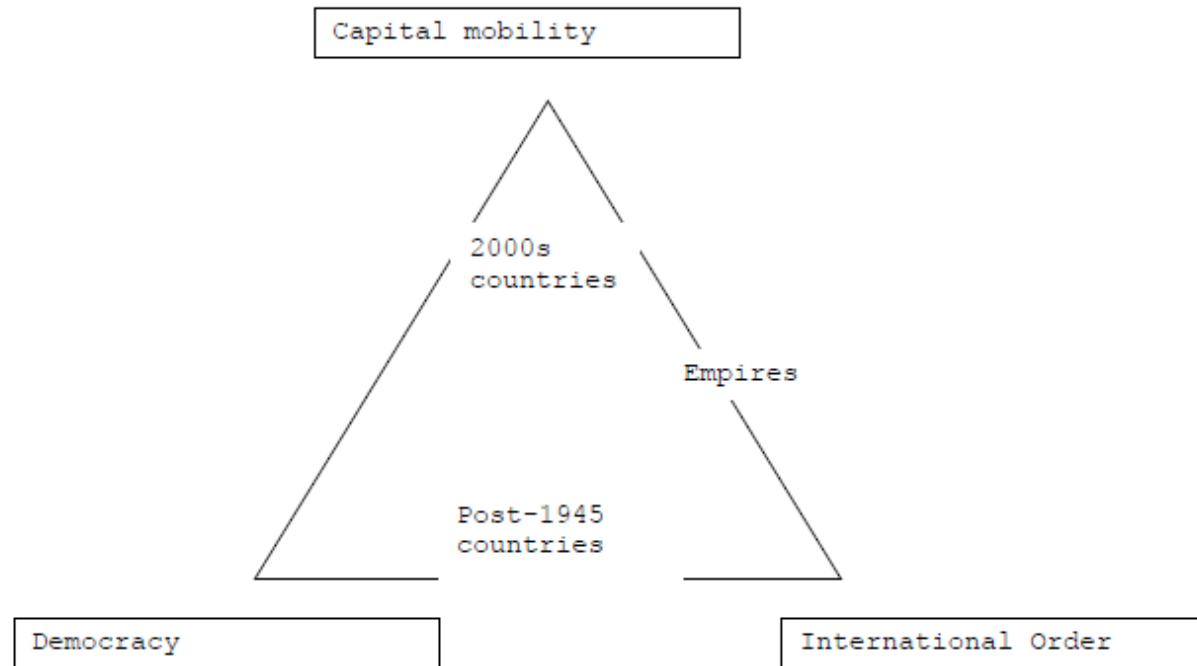 Capital mobility
2000s
countries
Empires
Post-1945
countries
Democracy
International Order